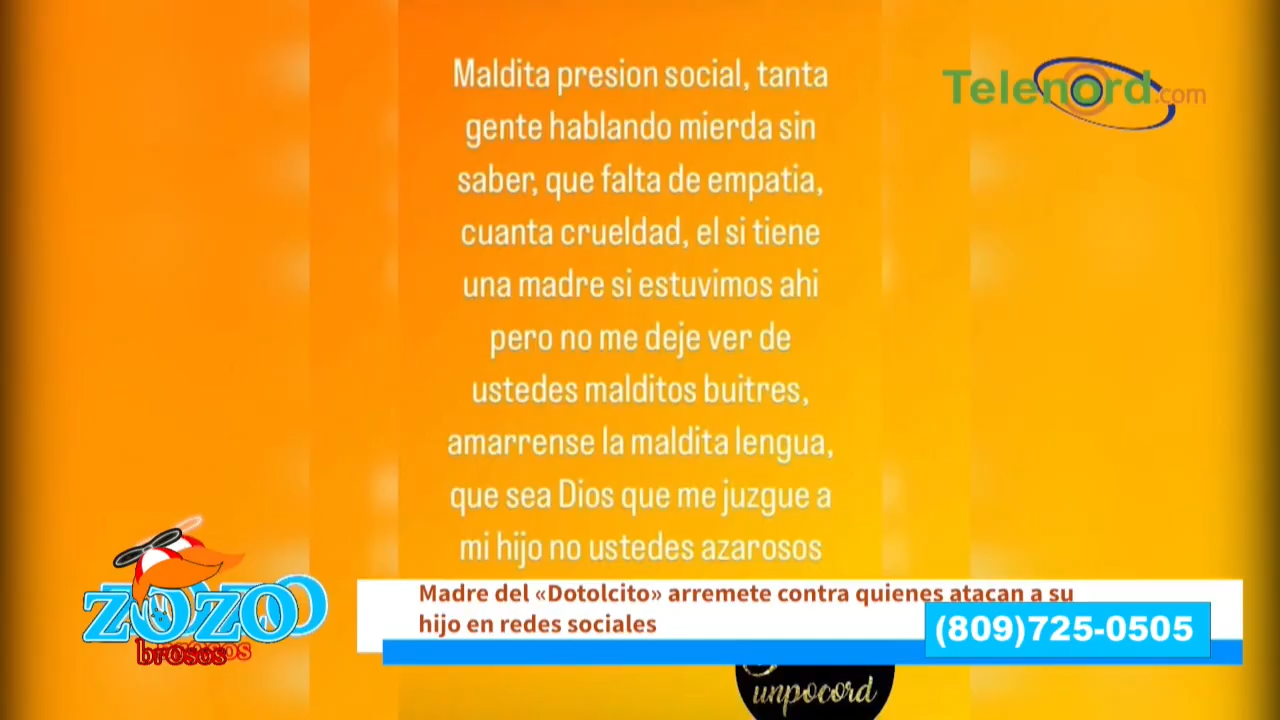 Maldita presion social, tanta
gente hablando mierda sin
saber, que falta de empatia,
cuanta crueldad, el si tiene
una madre si estuvimos ahi
pero no me deje ver de
ustedes malditos buitres,
amarrense la maldita lengua,
que sea Dios que me juzgue a
mi hijo no ustedes azarosos
Telenord.com
ZOZO
brosos
Madre del «Dotolcito» arremete contra quienes atacan a su
hijo en redes sociales
(809)725-0505
unpocord